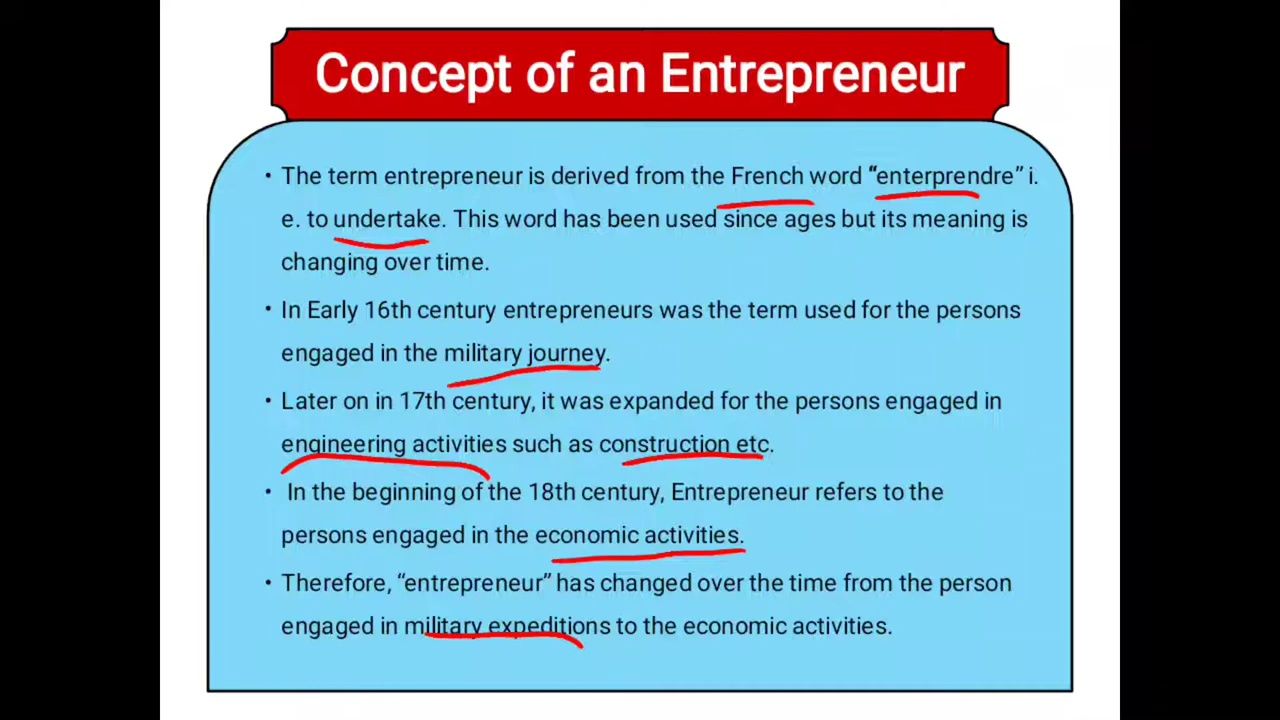 Concept of an Entrepreneur
• The term entrepreneur is derived from the French word “enterprendre” i.
e. to undertake. This word has been used since ages but its meaning is
changing over time.
• In Early 16th century entrepreneurs was the term used for the persons
engaged in the military journey.
• Later on in 17th century, it was expanded for the persons engaged in
engineering activities such as construction etc.
• In the beginning of the 18th century, Entrepreneur refers to the
persons engaged in the economic activities.
• Therefore, “entrepreneur” has changed over the time from the person
engaged in military expeditions to the economic activities.